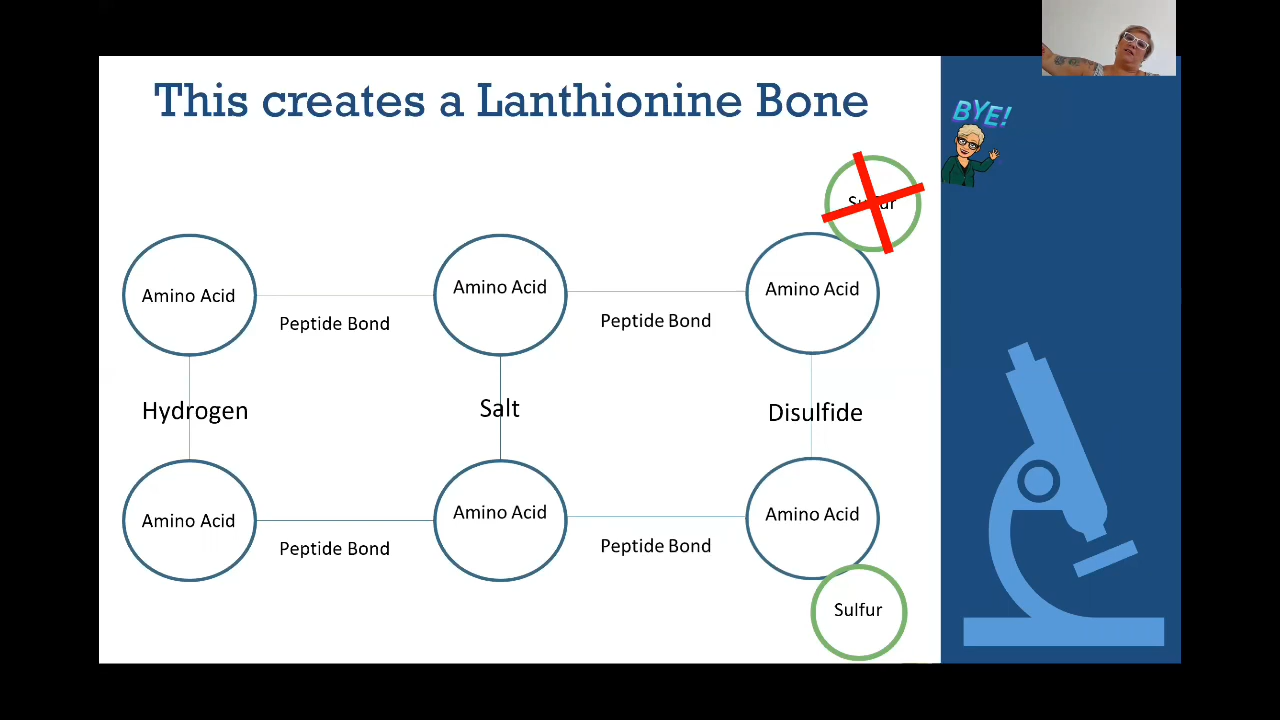 This creates a Lanthionine Bone
BYE!
Sulfur
Amino Acid
Amino Acid
Amino Acid
Peptide Bond
Peptide Bond
Hydrogen
Salt
Disulfide
Amino Acid
Amino Acid
Amino Acid
Peptide Bond
Peptide Bond
Sulfur